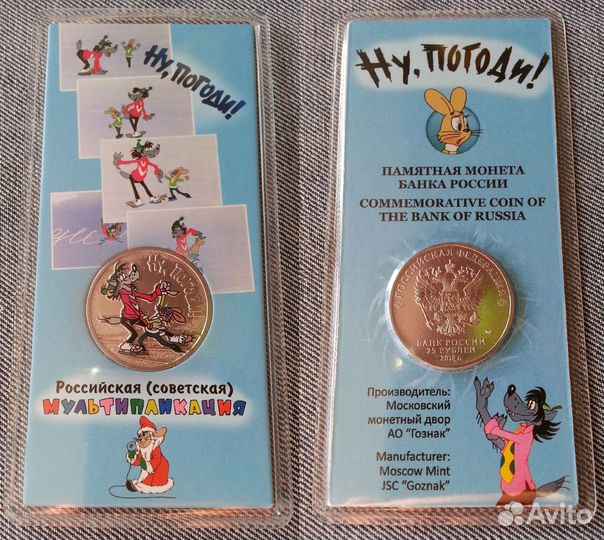 Ну, погоди!
Ну, Погоди!
Российская (советская)
МУЛЬТИПЛИКАЦИЯ
Ну, погоди!
ПАМЯТНАЯ МОНЕТА
БАНКА РОССИИ
COMMEMORATIVE COIN OF
THE BANK OF RUSSIA
РОССИЙСКАЯ ФЕДЕРАЦИЯ
БАНК РОССИИ
25 РУБЛЕЙ
2018 г.
Производитель:
Московский
монетный двор
АО "Гознак"
Manufacturer:
Moscow Mint
JSC "Goznak"
Avito